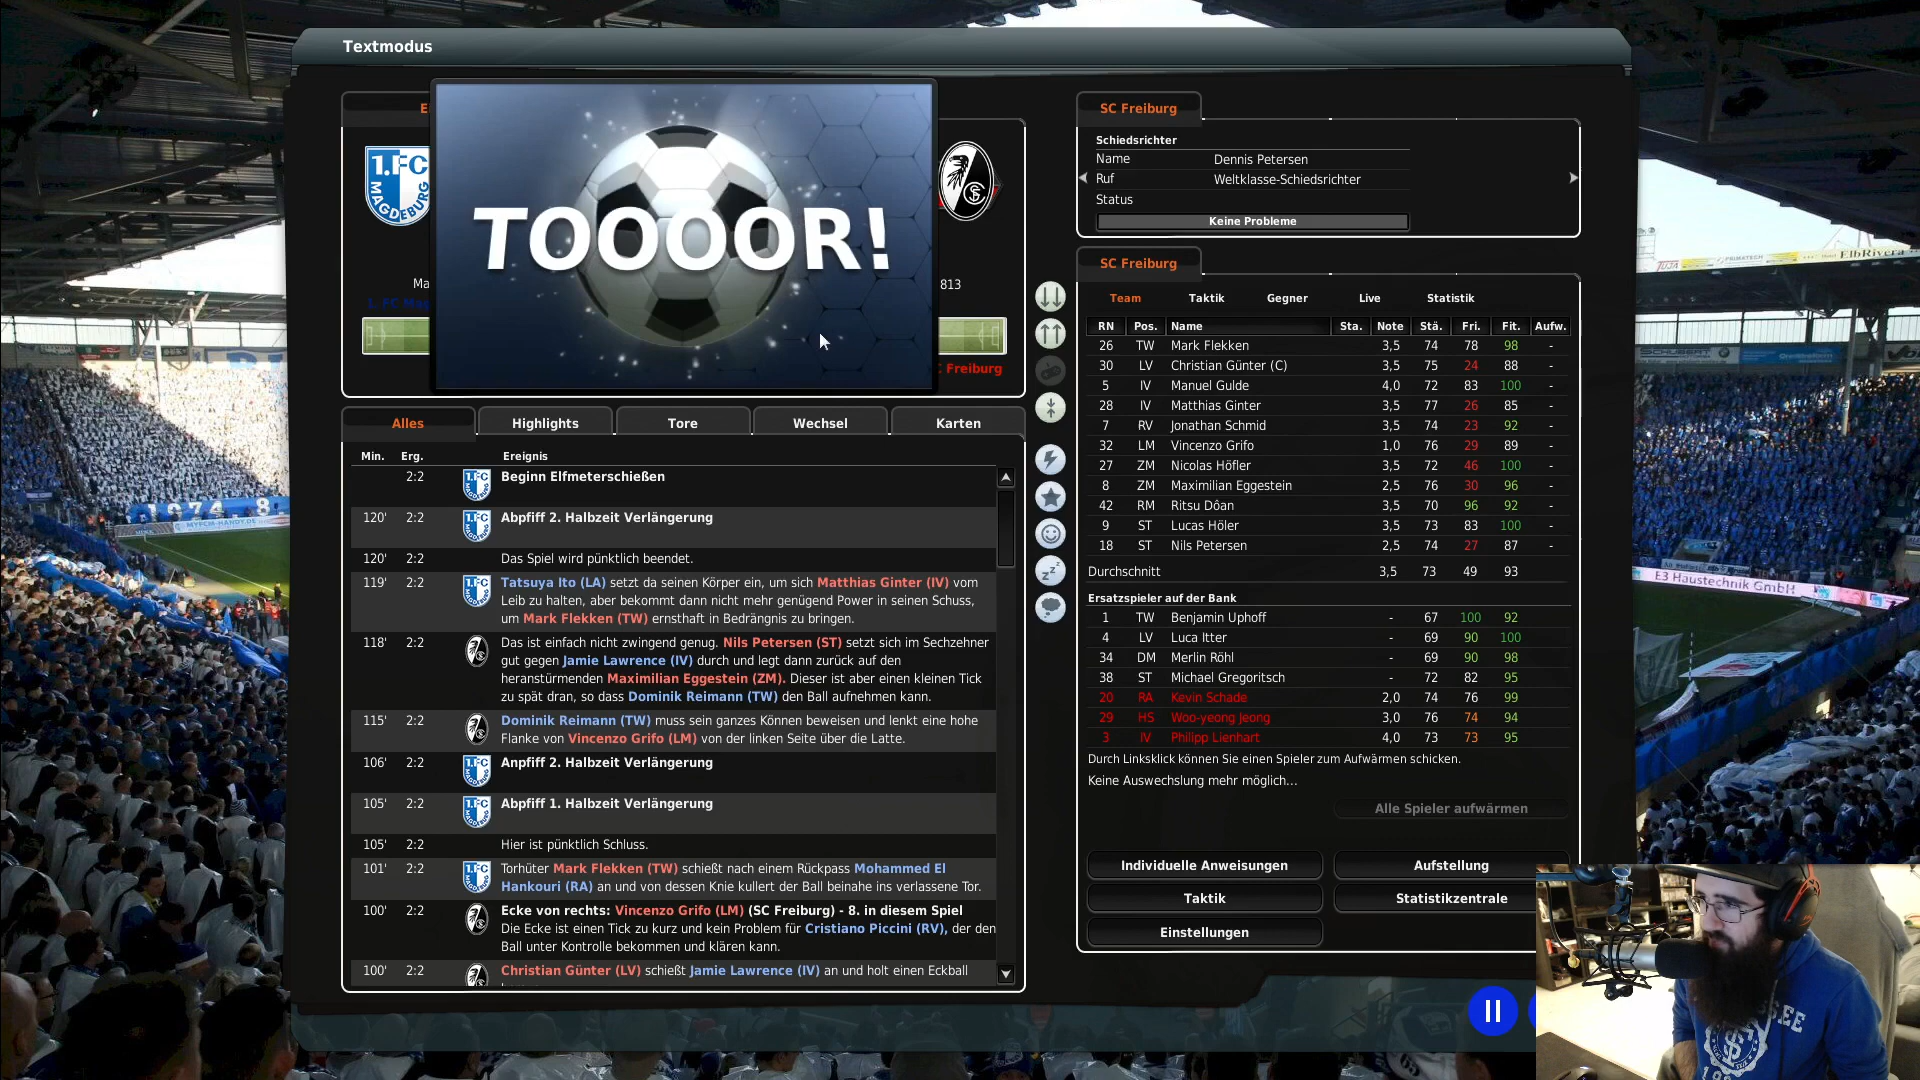 Textmodus
TOOOOR!
1.FC
MAGDEBURG
SC
Ma
813
1. FC Mag
C Freiburg
Alles
Highlights
Tore
Wechsel
Karten
Min.
Erg.
Ereignis
2:2
Beginn Elfmeterschießen
120'
2:2
Abpfiff 2. Halbzeit Verlängerung
120'
2:2
Das Spiel wird pünktlich beendet.
119'
2:2
Tatsuya Ito (LA) setzt da seinen Körper ein, um sich Matthias Ginter (IV) vom
Leib zu halten, aber bekommt dann nicht mehr genügend Power in seinen Schuss,
um Mark Flekken (TW) ernsthaft in Bedrängnis zu bringen.
118'
2:2
Das ist einfach nicht zwingend genug. Nils Petersen (ST) setzt sich im Sechzehner
gut gegen Jamie Lawrence (IV) durch und legt dann zurück auf den
heranstürmenden Maximilian Eggestein (ZM). Dieser ist aber einen kleinen Tick
zu spät dran, so dass Dominik Reimann (TW) den Ball aufnehmen kann.
115'
2:2
Dominik Reimann (TW) muss sein ganzes Können beweisen und lenkt eine hohe
Flanke von Vincenzo Grifo (LM) von der linken Seite über die Latte.
106'
2:2
Anpfiff 2. Halbzeit Verlängerung
105'
2:2
Abpfiff 1. Halbzeit Verlängerung
105'
2:2
Hier ist pünktlich Schluss.
101'
2:2
Torhüter Mark Flekken (TW) schießt nach einem Rückpass Mohammed El
Hankouri (RA) an und von dessen Knie kullert der Ball beinahe ins verlassene Tor.
100'
2:2
Ecke von rechts: Vincenzo Grifo (LM) (SC Freiburg) - 8. in diesem Spiel
Die Ecke ist einen Tick zu kurz und kein Problem für Cristiano Piccini (RV), der den
Ball unter Kontrolle bekommen und klären kann.
100'
2:2
Christian Günter (LV) schießt Jamie Lawrence (IV) an und holt einen Eckball
SC Freiburg
Schiedsrichter
Name Dennis Petersen
Ruf Weltklasse-Schiedsrichter
Status
Keine Probleme
SC Freiburg
Team Taktik Gegner Live Statistik
RN Pos. Name Sta. Note Stä. Fri. Fit. Aufw.
26 TW Mark Flekken 3,5 74 78 98 -
30 LV Christian Günter (C) 3,5 75 24 88 -
5 IV Manuel Gulde 4,0 72 83 100 -
28 IV Matthias Ginter 3,5 77 26 85 -
7 RV Jonathan Schmid 3,5 74 23 92 -
32 LM Vincenzo Grifo 1,0 76 29 89 -
27 ZM Nicolas Höfler 3,5 72 46 100 -
8 ZM Maximilian Eggestein 2,5 76 30 96 -
42 RM Ritsu Dôan 3,5 70 96 92 -
9 ST Lucas Höler 3,5 73 83 100 -
18 ST Nils Petersen 2,5 74 27 87 -
Durchschnitt 3,5 73 49 93
Ersatzspieler auf der Bank
1 TW Benjamin Uphoff - 67 100 92
4 LV Luca Itter - 69 90 100
34 DM Merlin Röhl - 69 90 98
38 ST Michael Gregoritsch - 72 82 95
20 RA Kevin Schade 2,0 74 76 99
29 HS Woo-yeong Jeong 3,0 76 74 94
3 IV Philipp Lienhart 4,0 73 73 95
Durch Linksklick können Sie einen Spieler zum Aufwärmen schicken.
Keine Auswechslung mehr möglich...
Alle Spieler aufwärmen
Individuelle Anweisungen
Aufstellung
Taktik
Statistikzentrale
Einstellungen
MYPCM-HANDY.DE
E3 Haustechnik GmbH
ElbRivera
PRIMATECH